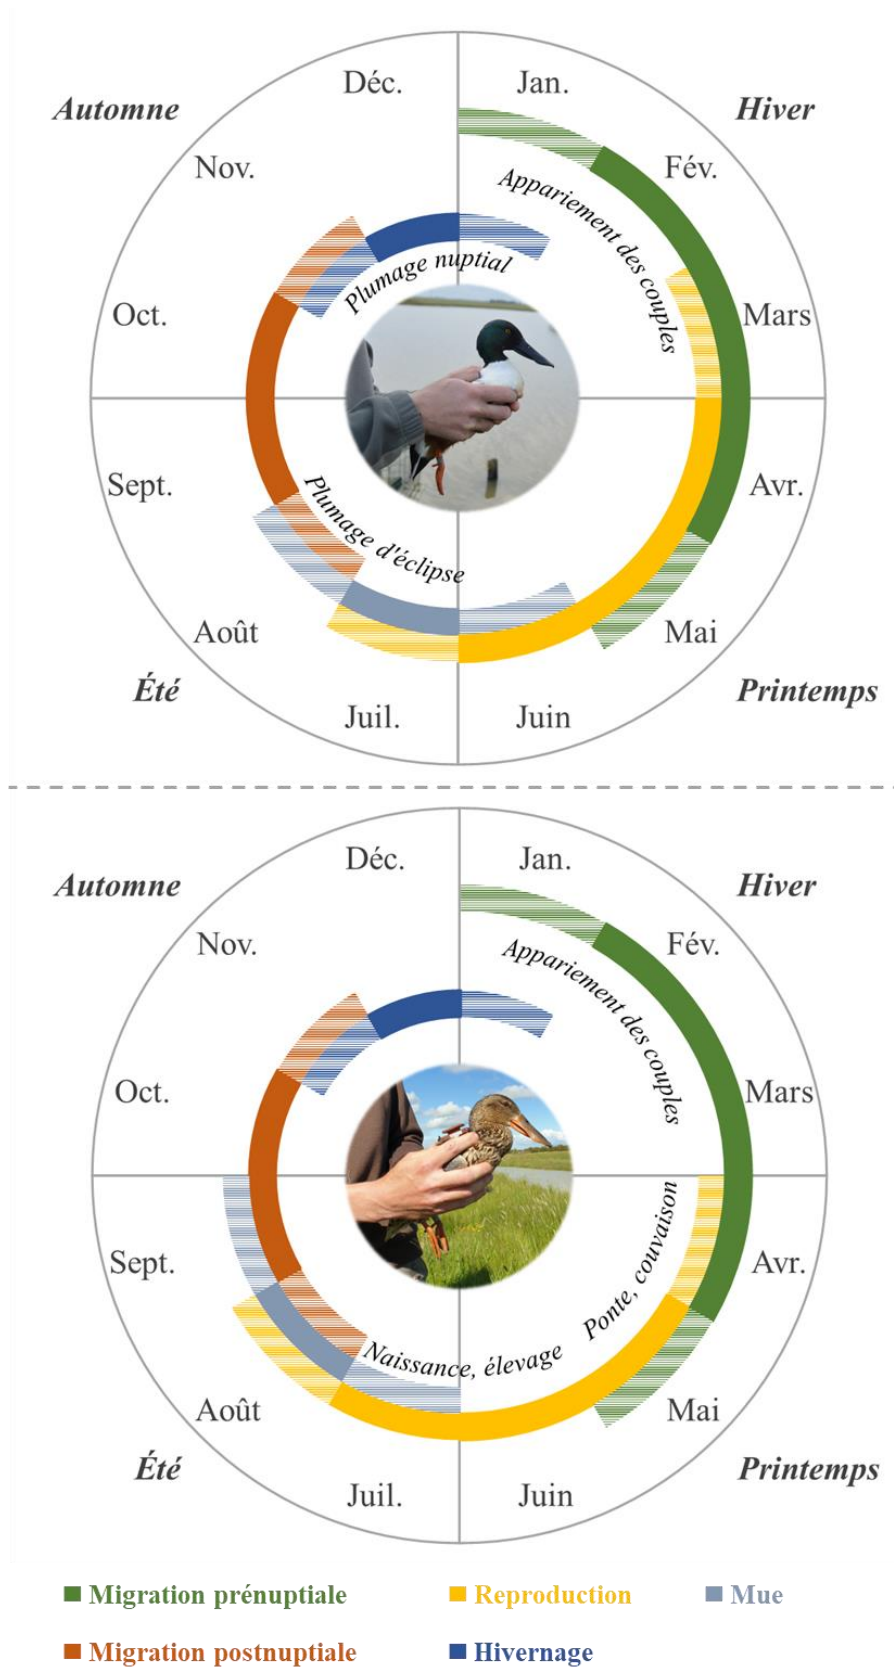 Déc.
Jan.
Automne
Hiver
Nov.
Fév.
Appariement des couples
Plumage nuptial
Oct.
Mars
Sept.
Avr.
Plumage d'éclipse
Août
Mai
Été
Printemps
Juil.
Juin
Déc.
Jan.
Automne
Hiver
Nov.
Fév.
Appariement des couples
Oct.
Mars
Sept.
Avr.
Ponte, couvaison
Naissance, élevage
Août
Mai
Été
Printemps
Juil.
Juin
Migration prénuptiale
Reproduction
Mue
Migration postnuptiale
Hivernage